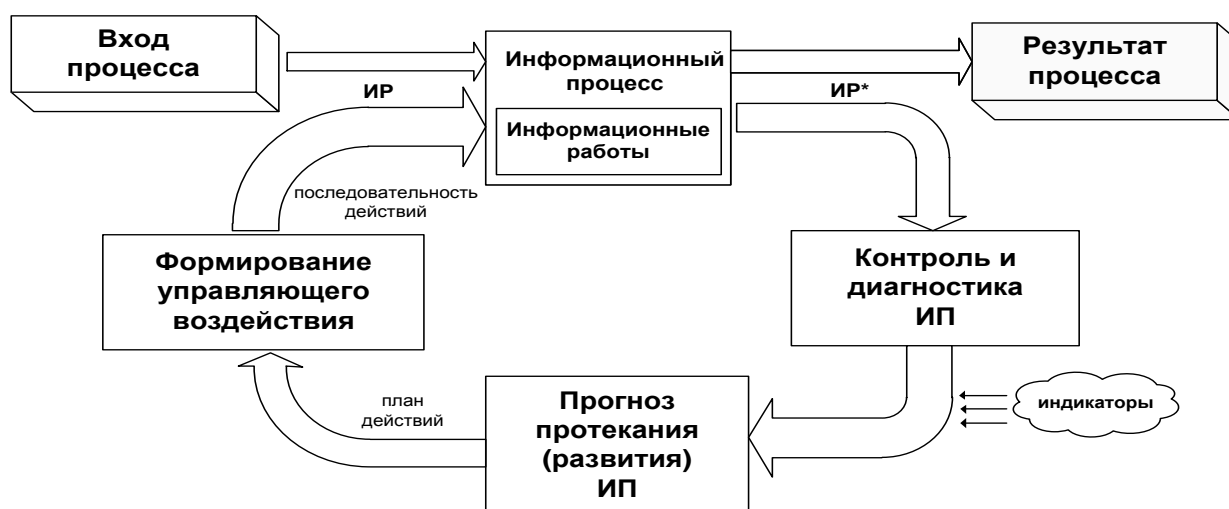 Вход
процесса
Информационный
процесс
Информационные
работы
Результат
процесса
ИР
ИР*
последовательность
действий
Формирование
управляющего
воздействия
Контроль и
диагностика
ИП
план
действий
Прогноз
протекания
(развития)
ИП
индикаторы